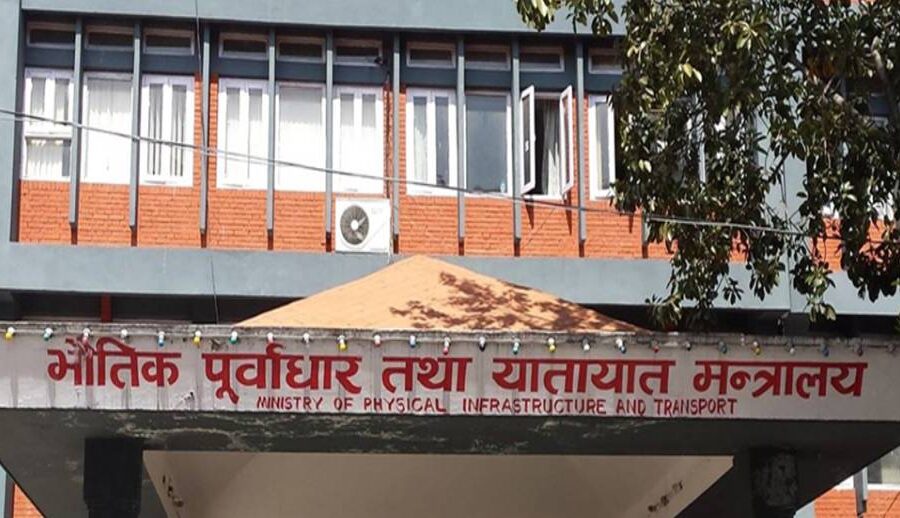 भौतिक पूर्वाधार तथा यातायात मन्त्रालय
MINISTRY OF PHYSICAL INFRASTRUCTURE AND TRANSPORT